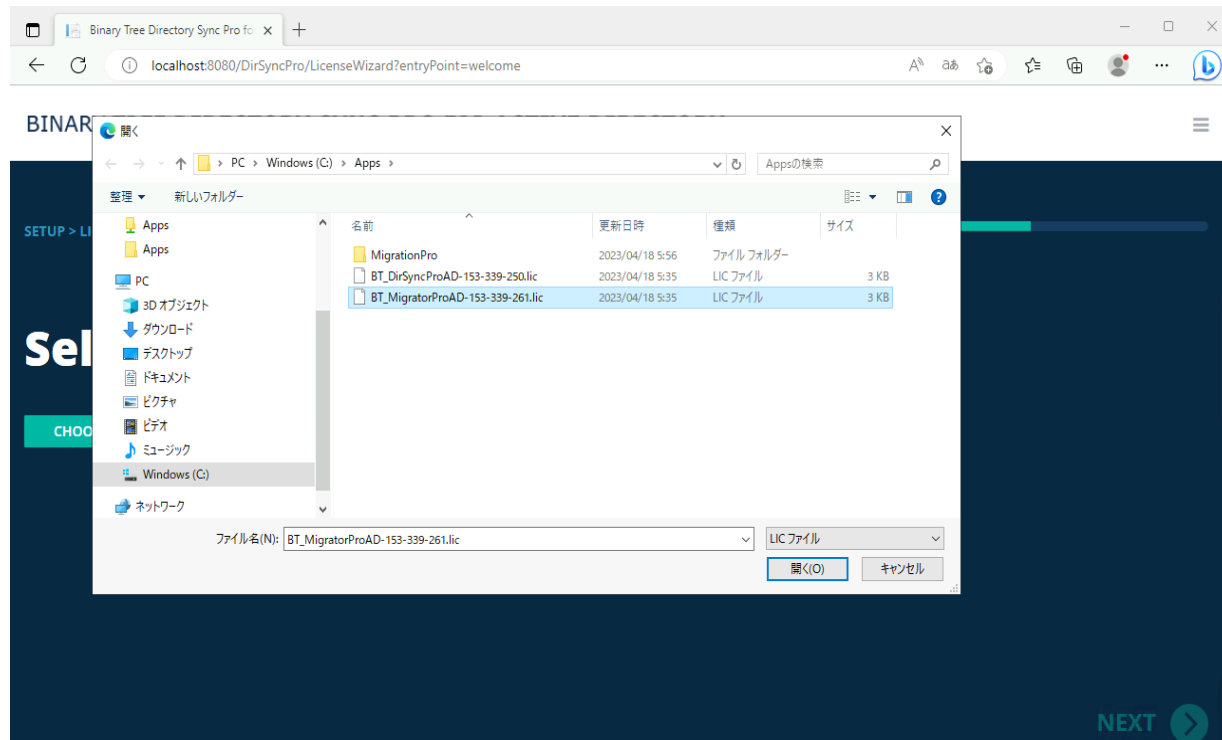 Binary Tree Directory Sync Pro fo
localhost:8080/DirSyncPro/LicenseWizard?entryPoint=welcome
BINAR
開く
PC > Windows (C:) > Apps >
Appsの検索
整理 新しいフォルダー
SETUP > LI
Apps
Apps
PC
3D オブジェクト
ダウンロード
デスクトップ
ドキュメント
ピクチャ
ビデオ
ミュージック
Windows (C:)
ネットワーク
名前 更新日時 種類 サイズ
MigrationPro 2023/04/18 5:56 ファイル フォルダー
BT_DirSyncProAD-153-339-250.lic 2023/04/18 5:35 LIC ファイル 3 KB
BT_MigratorProAD-153-339-261.lic 2023/04/18 5:35 LIC ファイル 3 KB
Sel
CHOO
ファイル名(N): BT_MigratorProAD-153-339-261.lic LIC ファイル
開く(O) キャンセル
NEXT